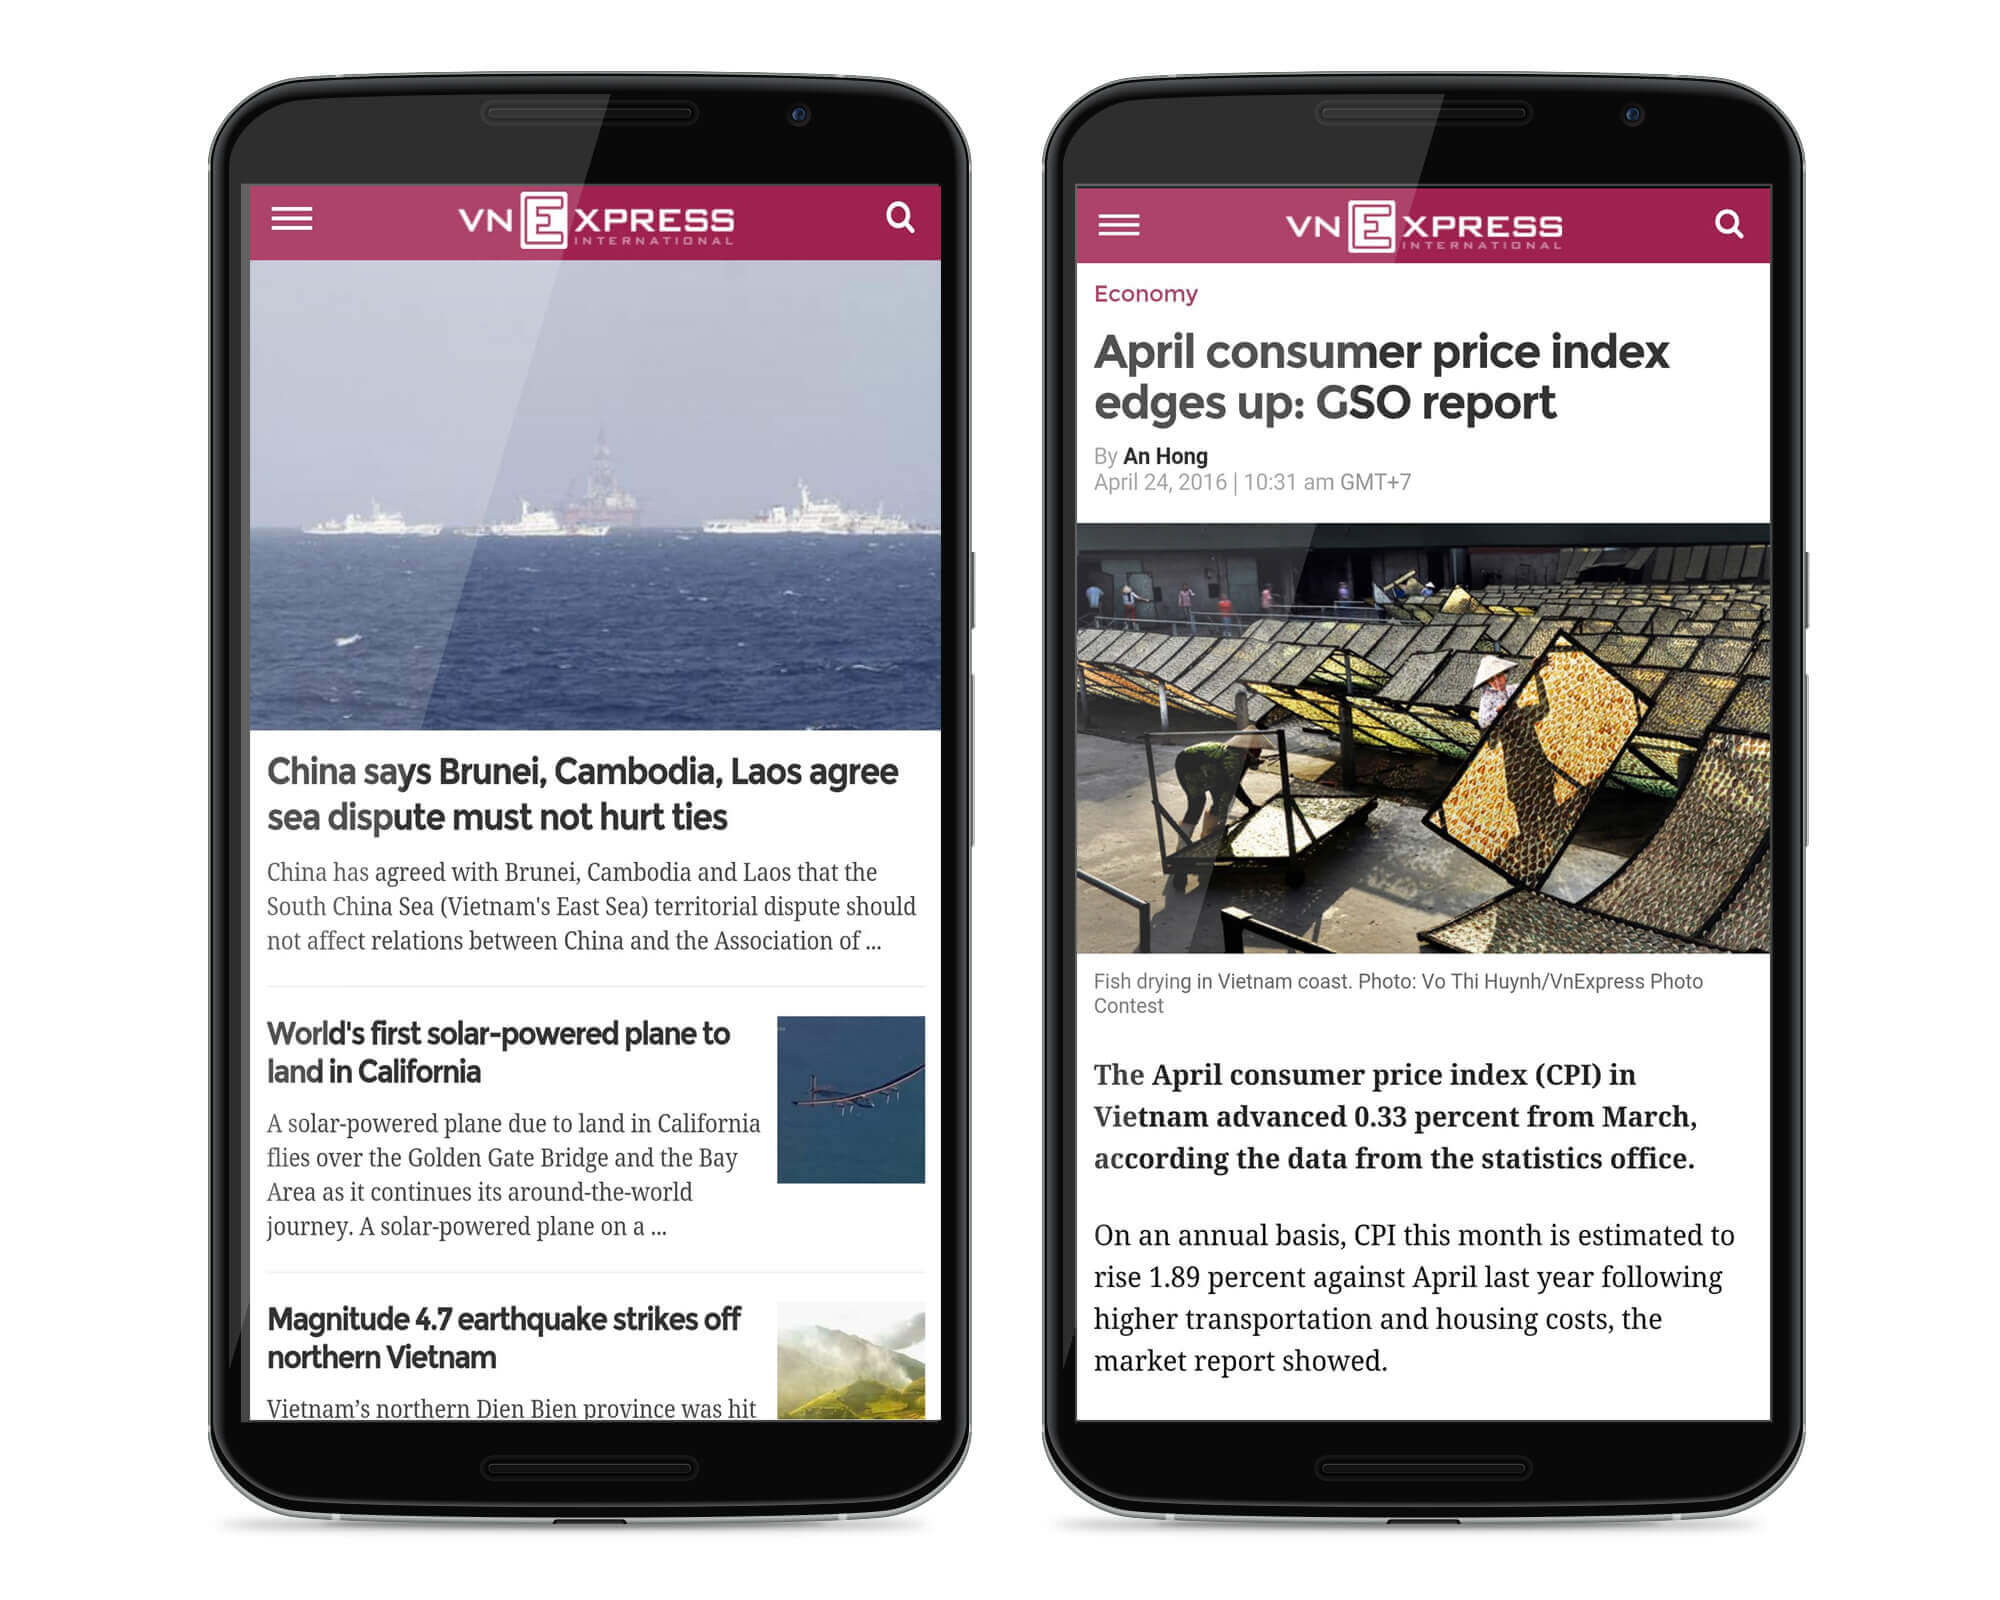 VN EXPRESS
INTERNATIONAL
China says Brunei, Cambodia, Laos agree
sea dispute must not hurt ties
China has agreed with Brunei, Cambodia and Laos that the
South China Sea (Vietnam's East Sea) territorial dispute should
not affect relations between China and the Association of ...
World's first solar-powered plane to
land in California
A solar-powered plane due to land in California
flies over the Golden Gate Bridge and the Bay
Area as it continues its around-the-world
journey. A solar-powered plane on a ...
Magnitude 4.7 earthquake strikes off
northern Vietnam
Vietnam’s northern Dien Bien province was hit
VN EXPRESS
INTERNATIONAL
Economy
April consumer price index
edges up: GSO report
By An Hong
April 24, 2016 | 10:31 am GMT+7
Fish drying in Vietnam coast. Photo: Vo Thi Huynh/VnExpress Photo
Contest
The April consumer price index (CPI) in
Vietnam advanced 0.33 percent from March,
according the data from the statistics office.
On an annual basis, CPI this month is estimated to
rise 1.89 percent against April last year following
higher transportation and housing costs, the
market report showed.